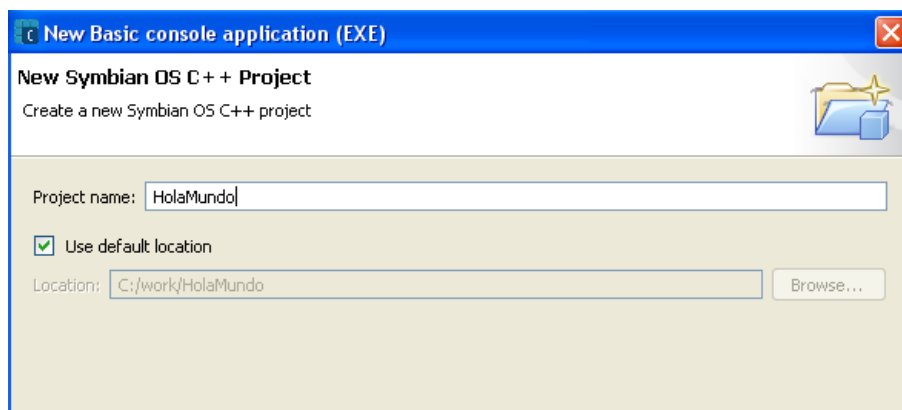 New Basic console application (EXE)
New Symbian OS C++ Project
Create a new Symbian OS C++ project
Project name: HolaMundo
Use default location
Location: C:/work/HolaMundo Browse...